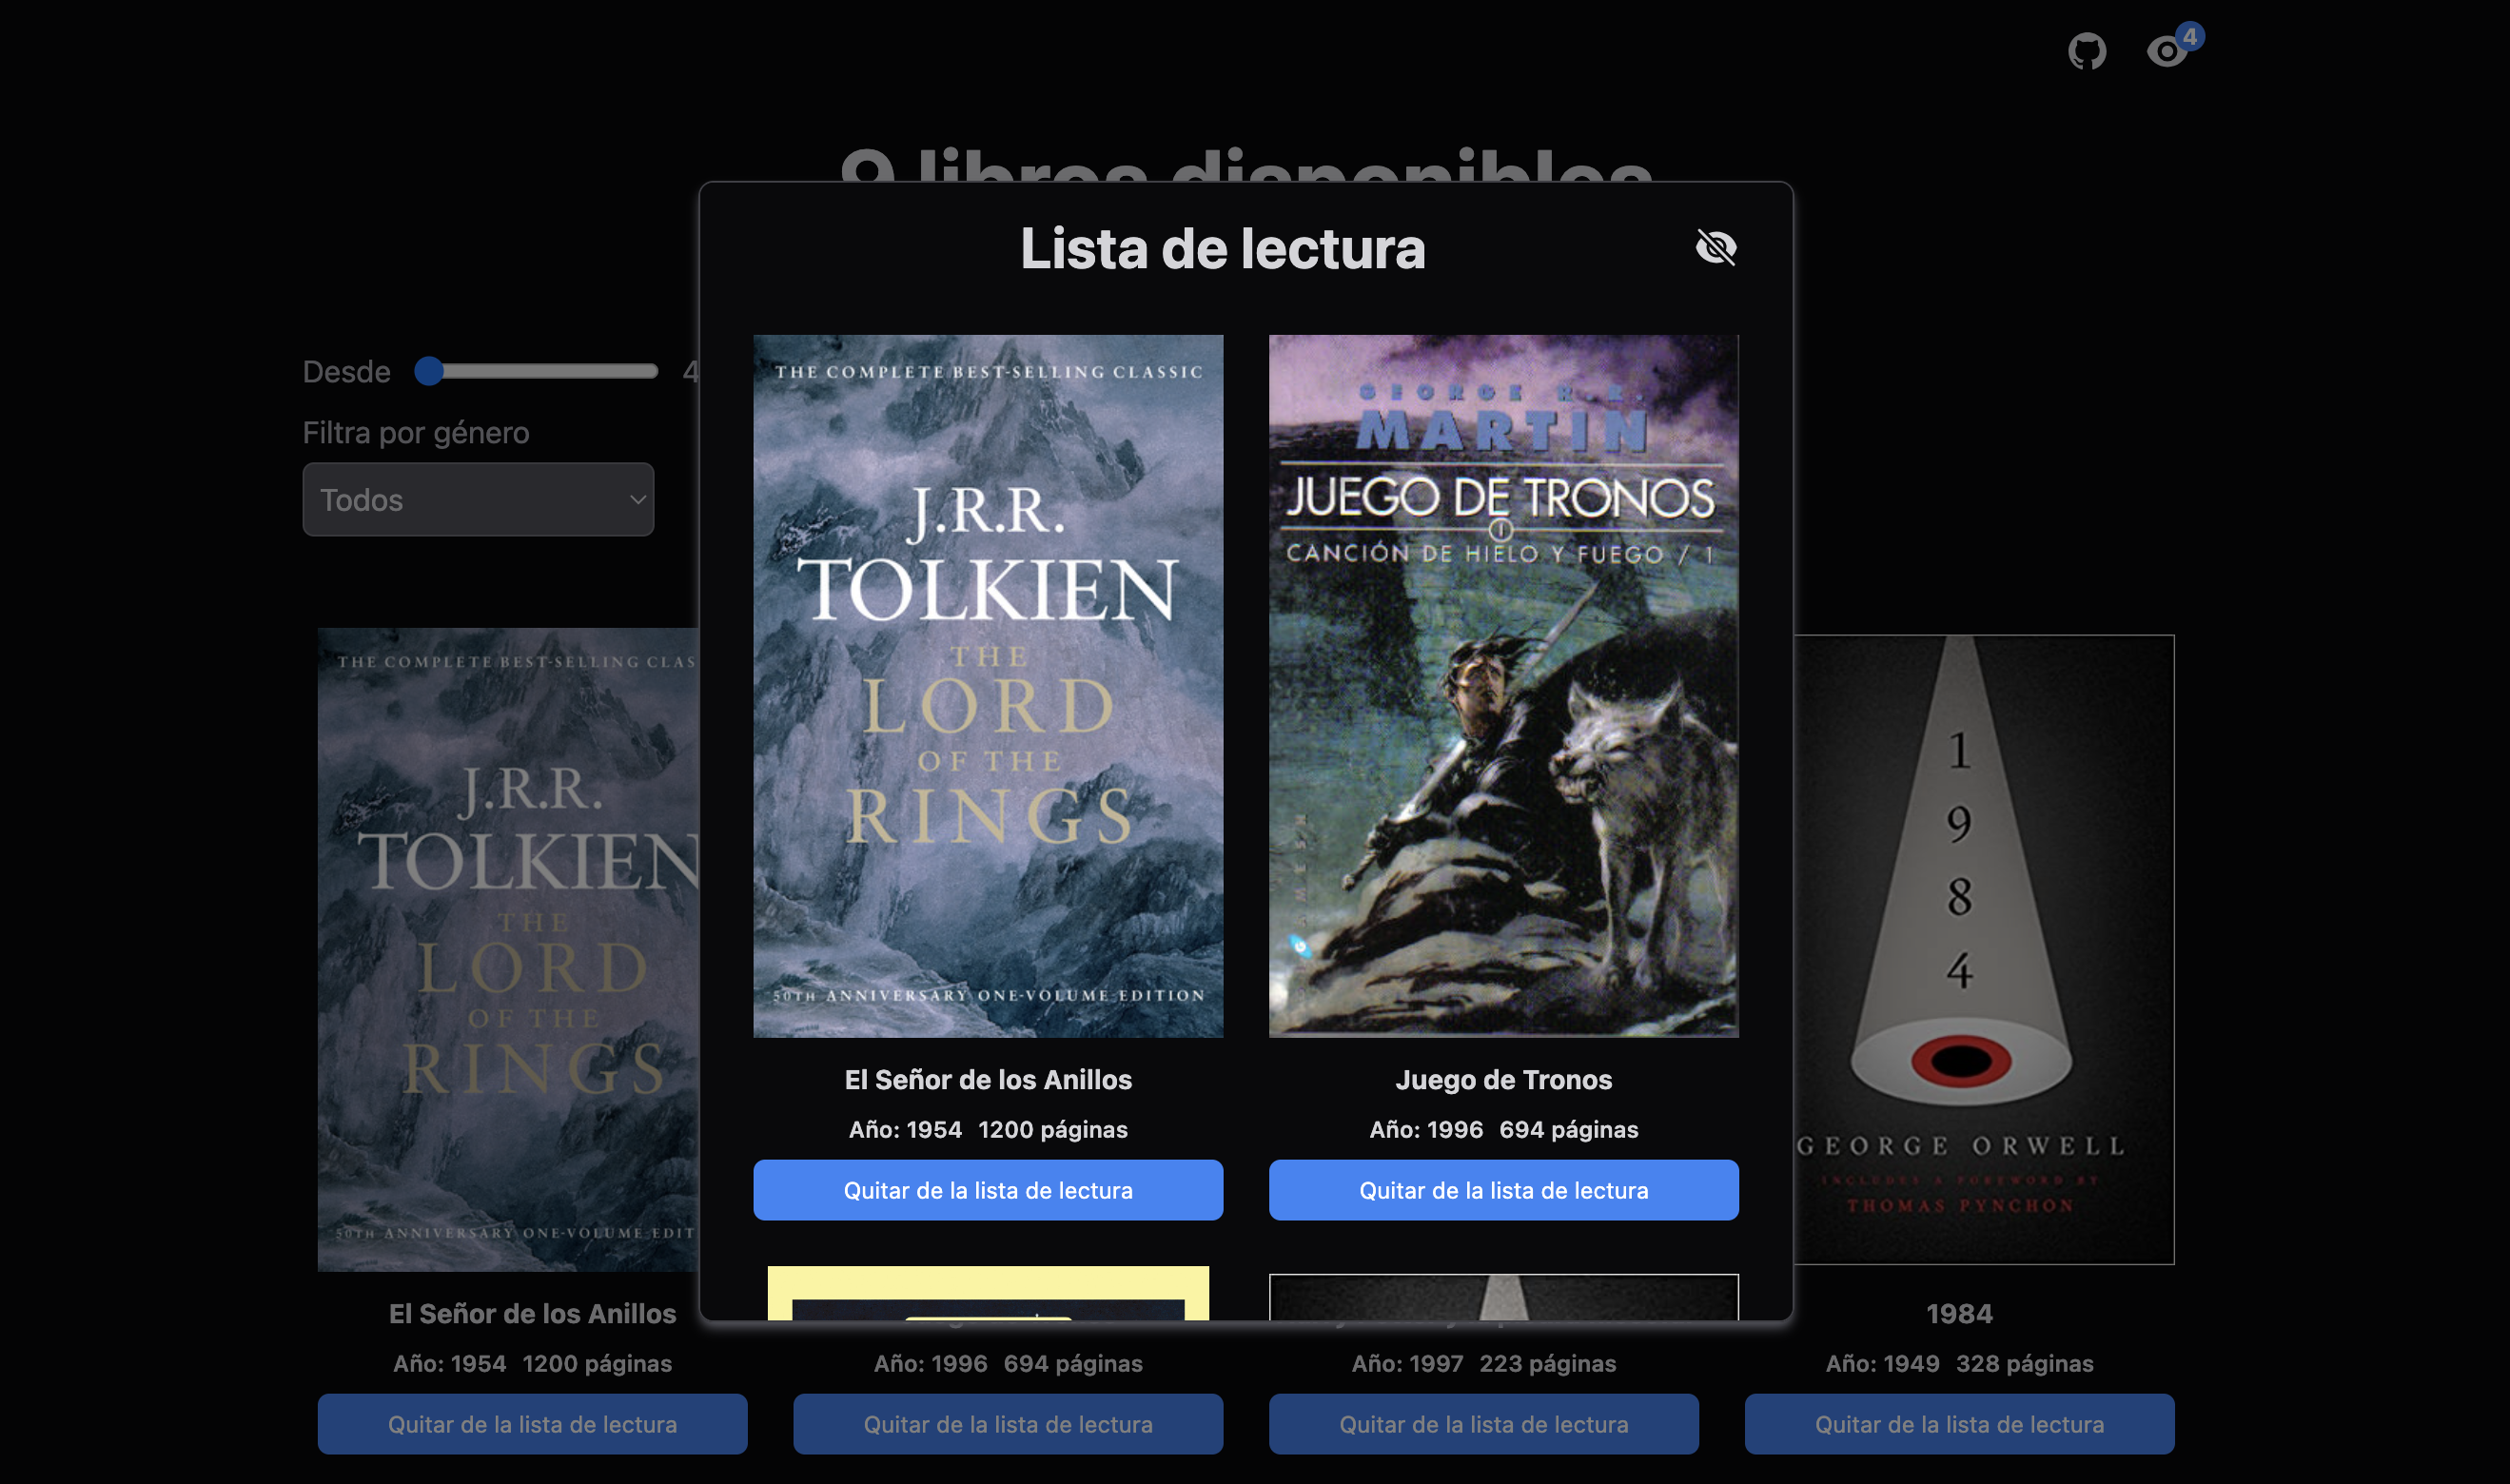 4
9 libros disponibles
Lista de lectura
Desde
4
Filtra por género
Todos
THE COMPLETE BEST-SELLING CLASSIC
J.R.R.
TOLKIEN
THE
LORD
OF THE
RINGS
50TH ANNIVERSARY ONE-VOLUME EDITION
El Señor de los Anillos
Año: 1954 1200 páginas
Quitar de la lista de lectura
GEORGE R.R.
MARTIN
JUEGO DE TRONOS
I
CANCIÓN DE HIELO Y FUEGO / 1
Juego de Tronos
Año: 1996 694 páginas
Quitar de la lista de lectura
THE COMPLETE BEST-SELLING CLAS
J.R.R.
TOLKIEN
THE
LORD
OF THE
RINGS
50TH ANNIVERSARY ONE-VOLUME EDIT
El Señor de los Anillos
Año: 1954 1200 páginas
Quitar de la lista de lectura
Año: 1996 694 páginas
Quitar de la lista de lectura
Año: 1997 223 páginas
Quitar de la lista de lectura
1
9
8
4
GEORGE ORWELL
INCLUDES A FOREWORD BY
THOMAS PYNCHON
1984
Año: 1949 328 páginas
Quitar de la lista de lectura